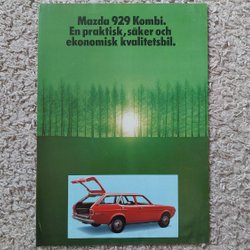 Mazda 929 Kombi.
En praktisk, säker och
ekonomisk kvalitetsbil.